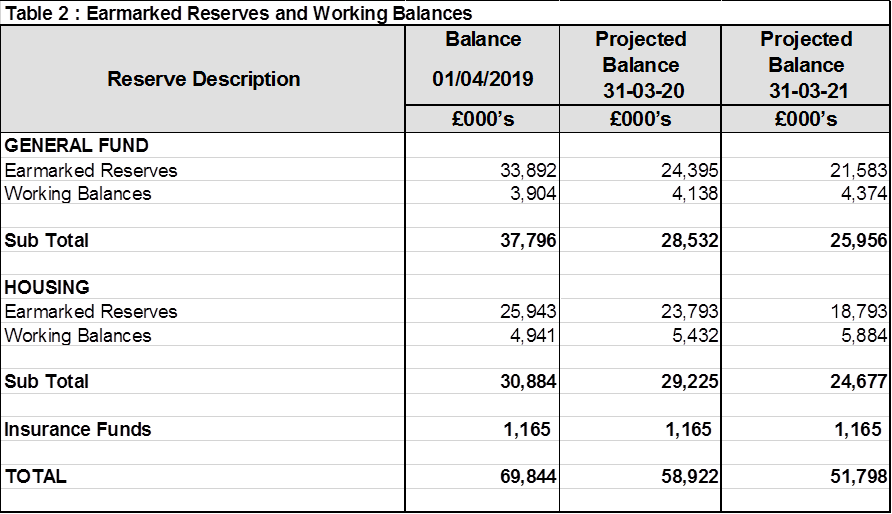 Table 2 : Earmarked Reserves and Working Balances
Reserve Description
Balance
01/04/2019
Projected
Balance
31-03-20
Projected
Balance
31-03-21
£000’s £000’s £000’s
GENERAL FUND
Earmarked Reserves 33,892 24,395 21,583
Working Balances 3,904 4,138 4,374
Sub Total 37,796 28,532 25,956
HOUSING
Earmarked Reserves 25,943 23,793 18,793
Working Balances 4,941 5,432 5,884
Sub Total 30,884 29,225 24,677
Insurance Funds 1,165 1,165 1,165
TOTAL 69,844 58,922 51,798